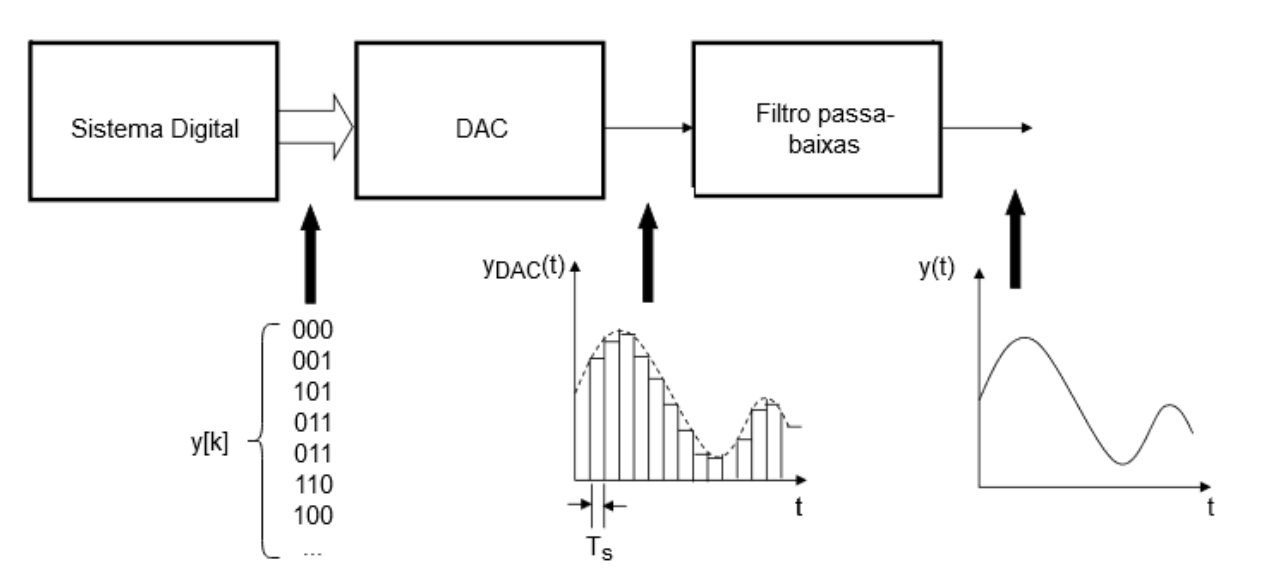 Sistema Digital
DAC
Filtro passa-
baixas
000
001
101
011
011
110
100
...
y[k]
yDAC(t)
t
Ts
y(t)
t